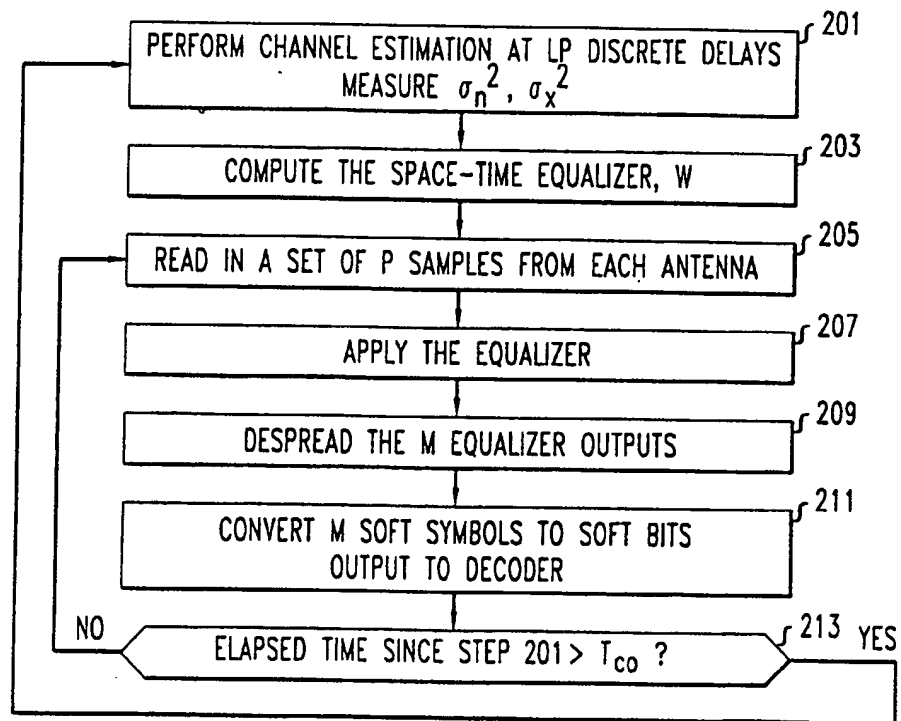 201
PERFORM CHANNEL ESTIMATION AT LP DISCRETE DELAYS
MEASURE σn², σx²
203
COMPUTE THE SPACE-TIME EQUALIZER, W
205
READ IN A SET OF P SAMPLES FROM EACH ANTENNA
207
APPLY THE EQUALIZER
209
DESPREAD THE M EQUALIZER OUTPUTS
211
CONVERT M SOFT SYMBOLS TO SOFT BITS
OUTPUT TO DECODER
213
NO
ELAPSED TIME SINCE STEP 201 > Tco ?
YES